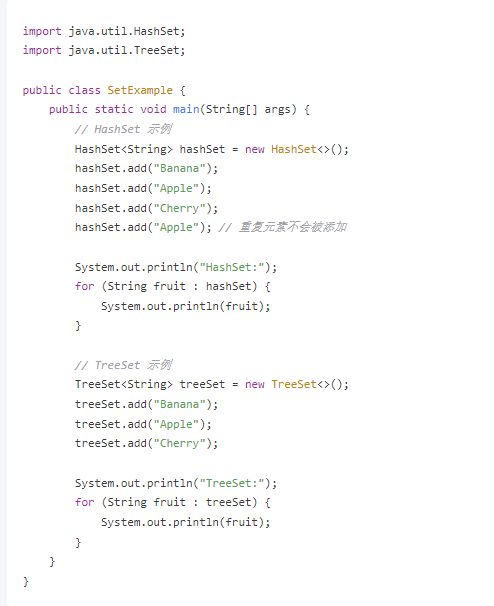 import java.util.HashSet;
import java.util.TreeSet;
public class SetExample {
public static void main(String[] args) {
// HashSet 示例
HashSet<String> hashSet = new HashSet<>();
hashSet.add("Banana");
hashSet.add("Apple");
hashSet.add("Cherry");
hashSet.add("Apple"); // 重复元素不会被添加
System.out.println("HashSet:");
for (String fruit : hashSet) {
System.out.println(fruit);
}
// TreeSet 示例
TreeSet<String> treeSet = new TreeSet<>();
treeSet.add("Banana");
treeSet.add("Apple");
treeSet.add("Cherry");
System.out.println("TreeSet:");
for (String fruit : treeSet) {
System.out.println(fruit);
}
}
}